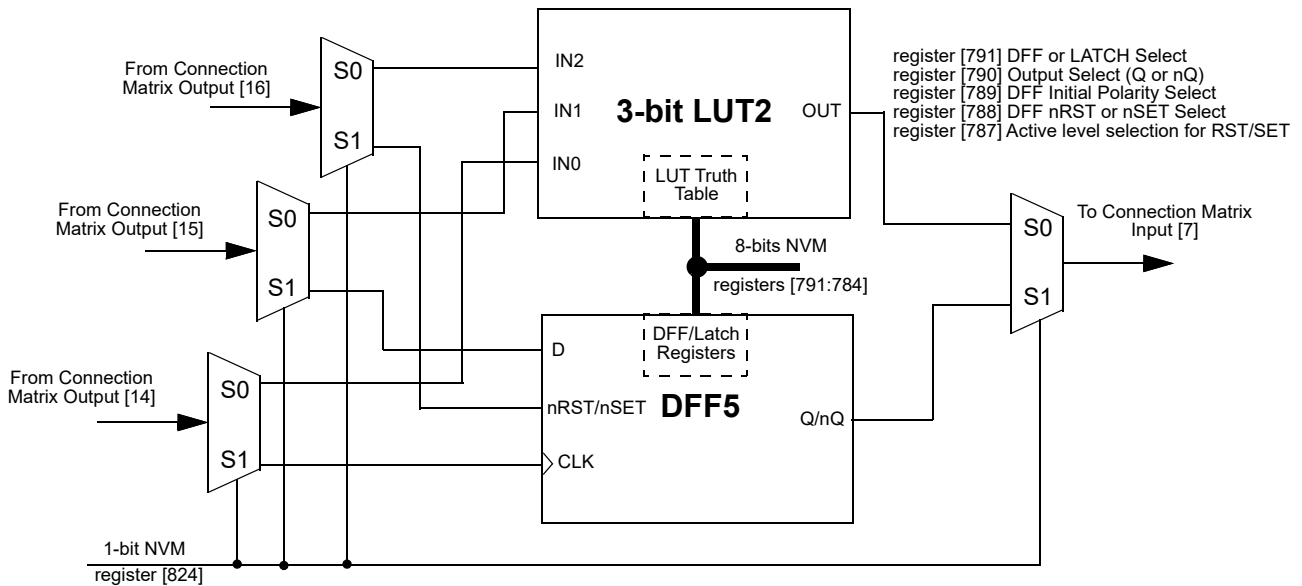 From Connection
Matrix Output [16]
S0
S1
IN2
IN1
IN0
3-bit LUT2
OUT
LUT Truth
Table
register [791] DFF or LATCH Select
register [790] Output Select (Q or nQ)
register [789] DFF Initial Polarity Select
register [788] DFF nRST or nSET Select
register [787] Active level selection for RST/SET
From Connection
Matrix Output [15]
S0
S1
8-bits NVM
registers [791:784]
S0
S1
To Connection Matrix
Input [7]
From Connection
Matrix Output [14]
S0
S1
D
nRST/nSET
CLK
DFF/Latch
Registers
DFF5
Q/nQ
1-bit NVM
register [824]